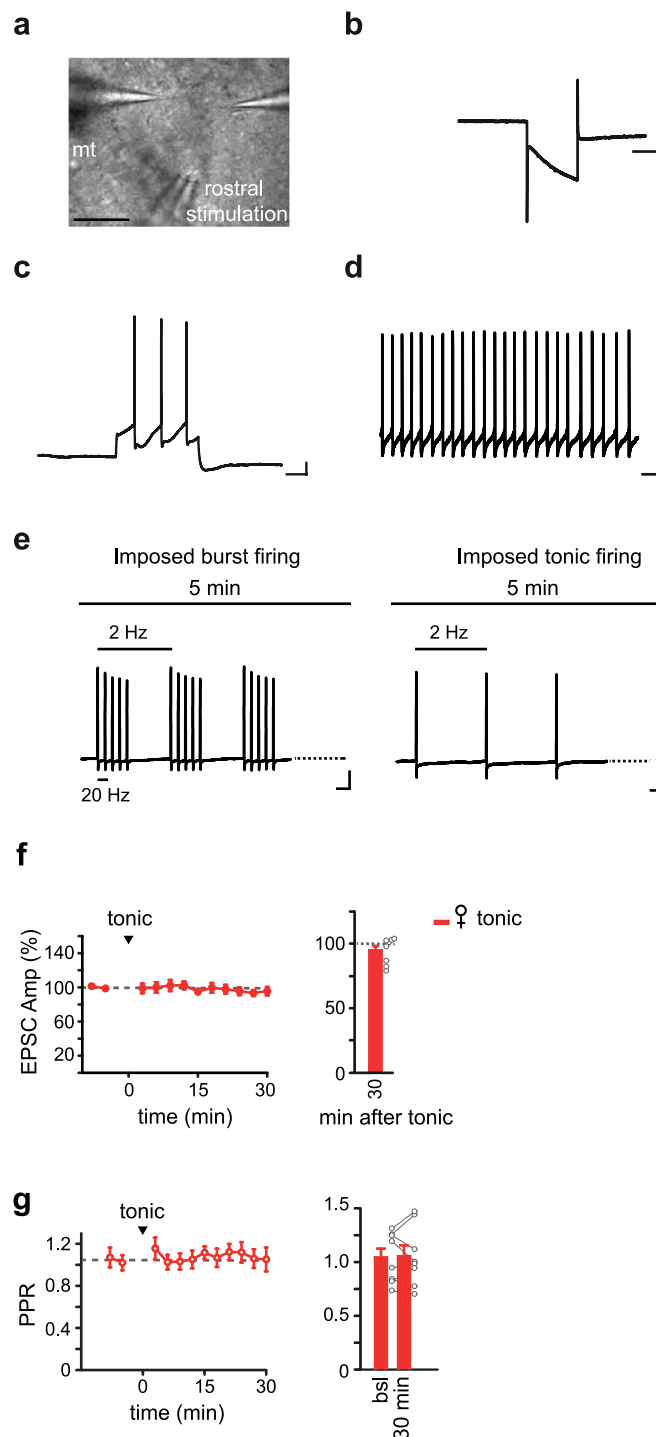 a
b
mt
rostral
stimulation
c
d
e
Imposed burst firing
Imposed tonic firing
5 min
5 min
2 Hz
2 Hz
20 Hz
f
tonic
♀ tonic
EPSC Amp (%)
140
100
60
20
0
15
30
time (min)
100
50
0
30
min after tonic
g
tonic
PPR
1.2
0.8
0.4
0
0
15
30
time (min)
1.5
1.0
0.5
0
bsl
30 min